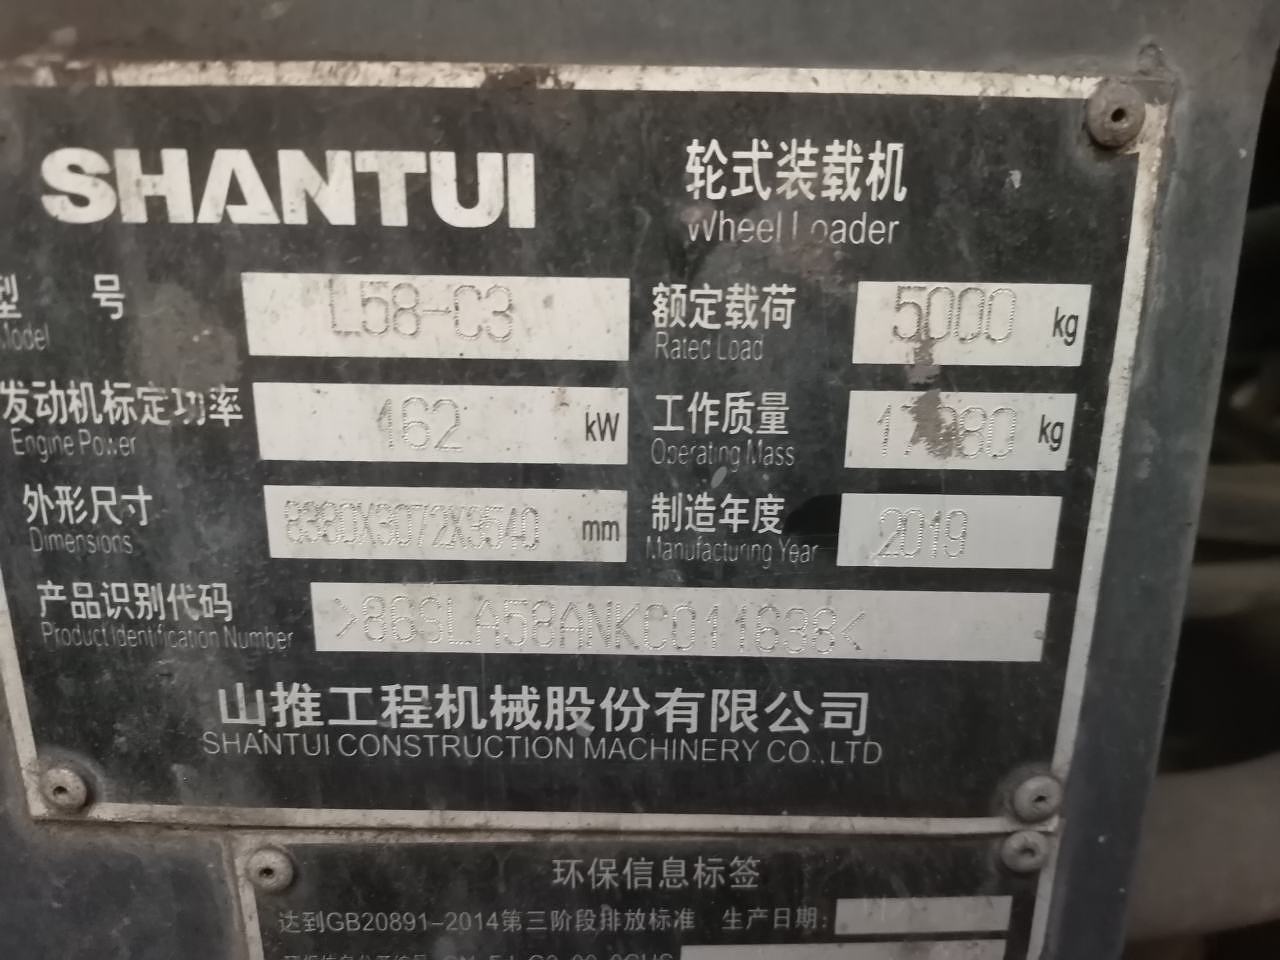 SHANTUI
轮式装载机
Wheel Loader
型 号 L58-C3
Model
额定载荷 5000 kg
Rated Load
发动机标定功率 162 kW
Engine Power
工作质量 kg
Operating Mass
外形尺寸 8380X3072X3540 mm
Dimensions
制造年度 2019
Manufacturing Year
产品识别代码 >86SLA58ANKC011638<
Product Identification Number
山推工程机械股份有限公司
SHANTUI CONSTRUCTION MACHINERY CO.,LTD
环保信息标签
达到GB20891-2014第三阶段排放标准 生产日期: